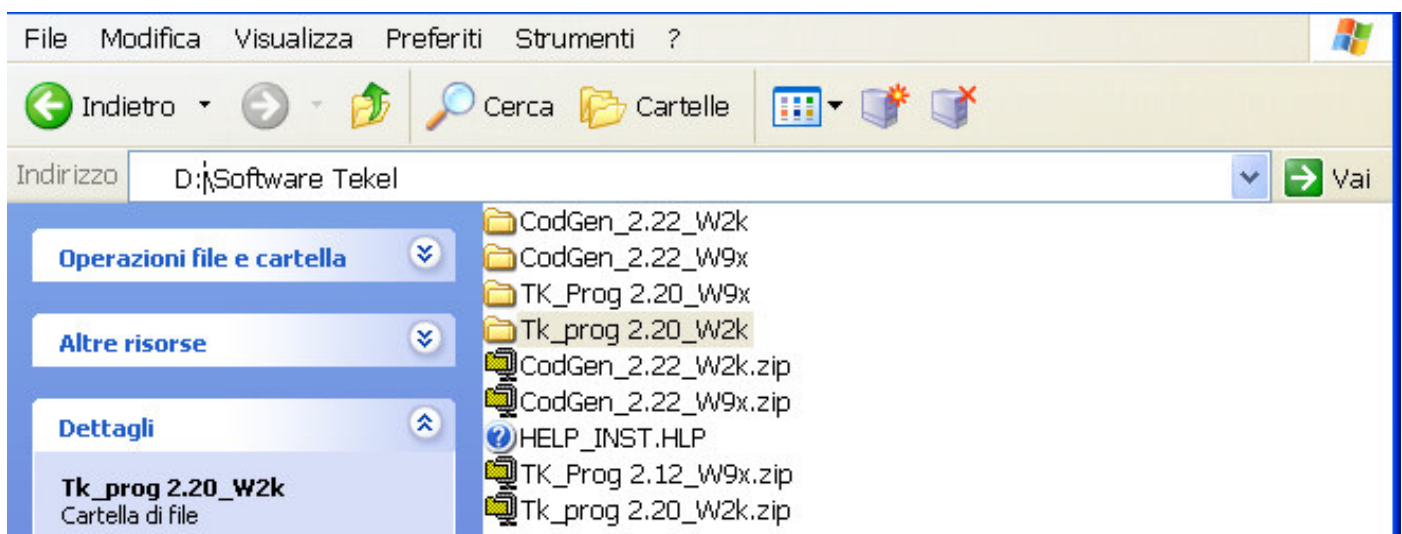 File Modifica Visualizza Preferiti Strumenti ?
Indietro Cerca Cartelle
Indirizzo D:\Software Tekel Vai
Operazioni file e cartella
Altre risorse
Dettagli
Tk_prog 2.20_W2k
Cartella di file
CodGen_2.22_W2k
CodGen_2.22_W9x
TK_Prog 2.20_W9x
Tk_prog 2.20_W2k
CodGen_2.22_W2k.zip
CodGen_2.22_W9x.zip
HELP_INST.HLP
TK_Prog 2.12_W9x.zip
Tk_prog 2.20_W2k.zip